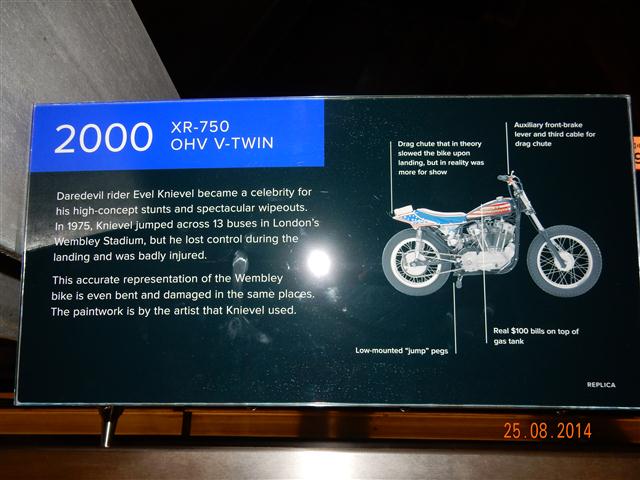 2000
XR-750
OHV V-TWIN
Daredevil rider Evel Knievel became a celebrity for
his high-concept stunts and spectacular wipeouts.
In 1975, Knievel jumped across 13 buses in London's
Wembley Stadium, but he lost control during the
landing and was badly injured.
This accurate representation of the Wembley
bike is even bent and damaged in the same places.
The paintwork is by the artist that Knievel used.
Drag chute that in theory
slowed the bike upon
landing, but in reality was
more for show
Auxiliary front-brake
lever and third cable for
drag chute
Real $100 bills on top of
gas tank
Low-mounted "jump" pegs
REPLICA
25.08.2014